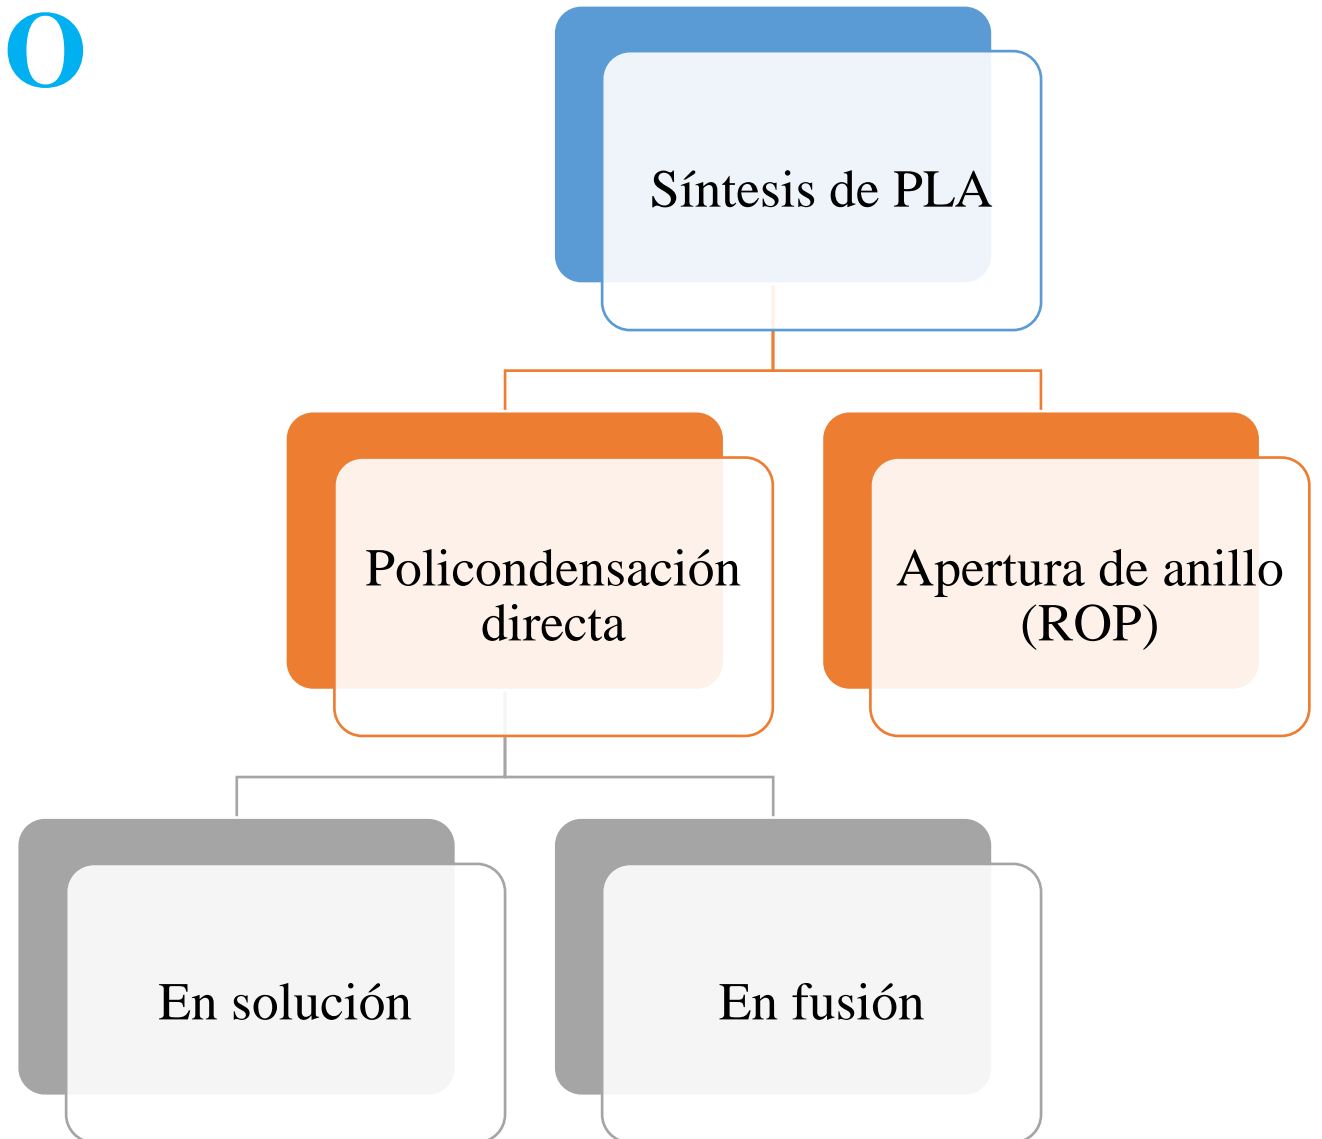 O
Síntesis de PLA
Policondensación
directa
Apertura de anillo
(ROP)
En solución
En fusión